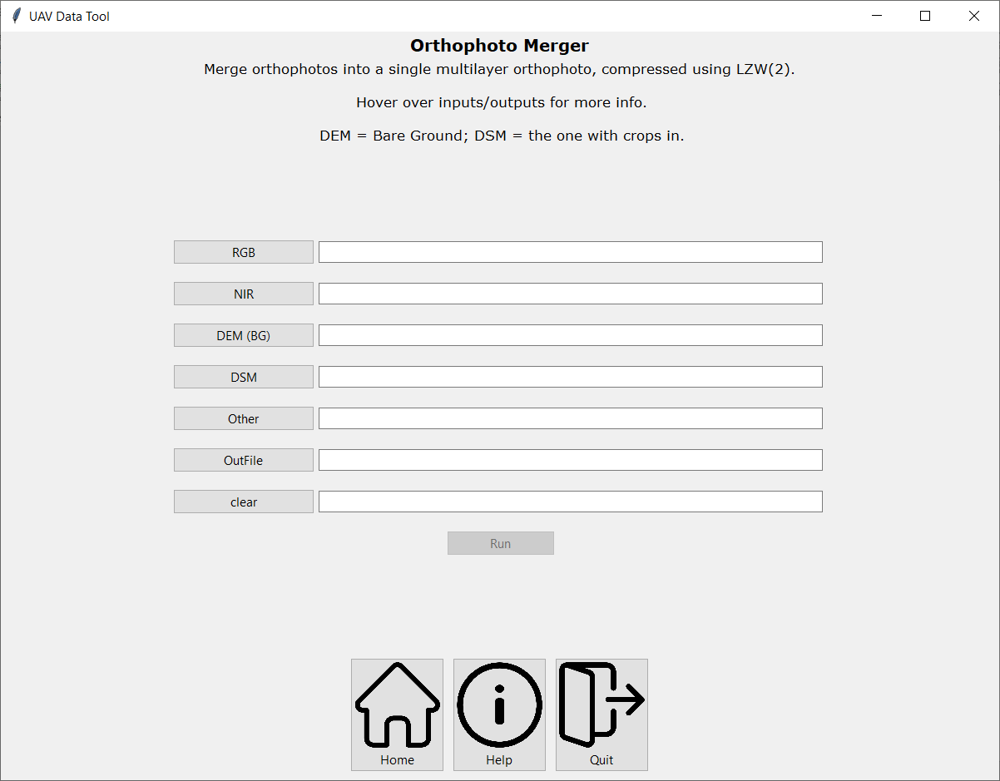 UAV Data Tool
Orthophoto Merger
Merge orthophotos into a single multilayer orthophoto, compressed using LZW(2).
Hover over inputs/outputs for more info.
DEM = Bare Ground; DSM = the one with crops in.
RGB
NIR
DEM (BG)
DSM
Other
OutFile
clear
Run
Home Help Quit